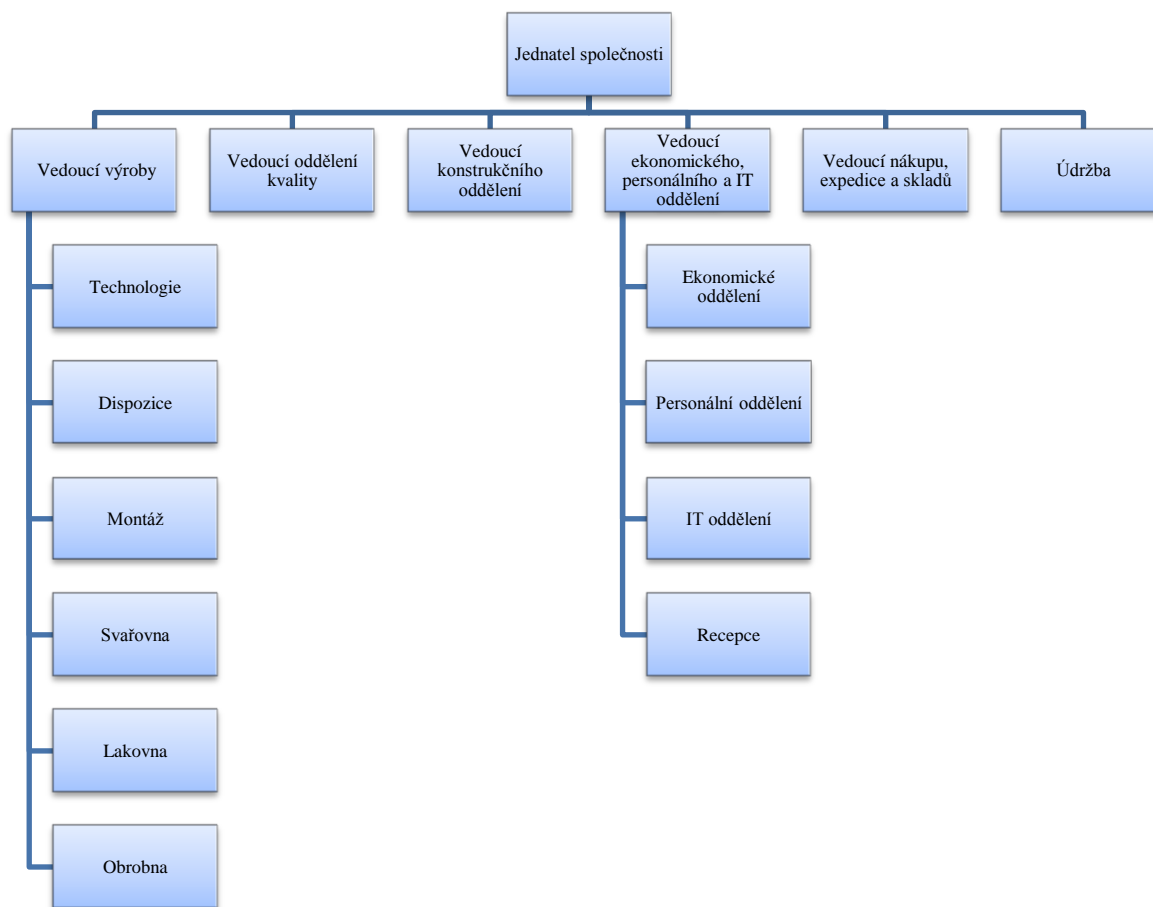 Jednatel společnosti
Vedoucí výroby
Vedoucí oddělení
kvality
Vedoucí
konstrukčního
oddělení
Vedoucí
ekonomického,
personálního a IT
oddělení
Vedoucí nákupu,
expedice a skladů
Údržba
Technologie
Dispozice
Montáž
Svařovna
Lakovna
Obrobna
Ekonomické
oddělení
Personální oddělení
IT oddělení
Recepce